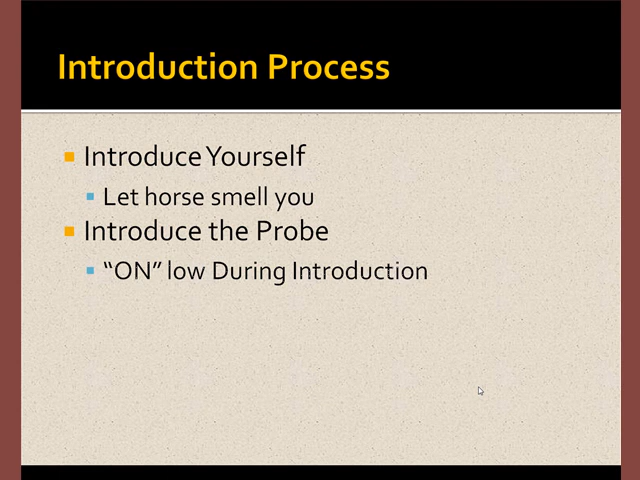 Introduction Process
Introduce Yourself
Let horse smell you
Introduce the Probe
“ON” low During Introduction